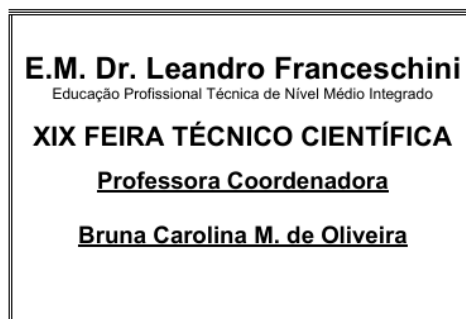 E.M. Dr. Leandro Franceschini
Educação Profissional Técnica de Nível Médio Integrado
XIX FEIRA TÉCNICO CIENTÍFICA
Professora Coordenadora
Bruna Carolina M. de Oliveira